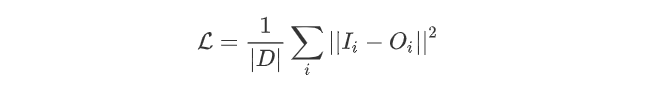 ℒ = 1/|D| ∑_i ||I_i − O_i||²